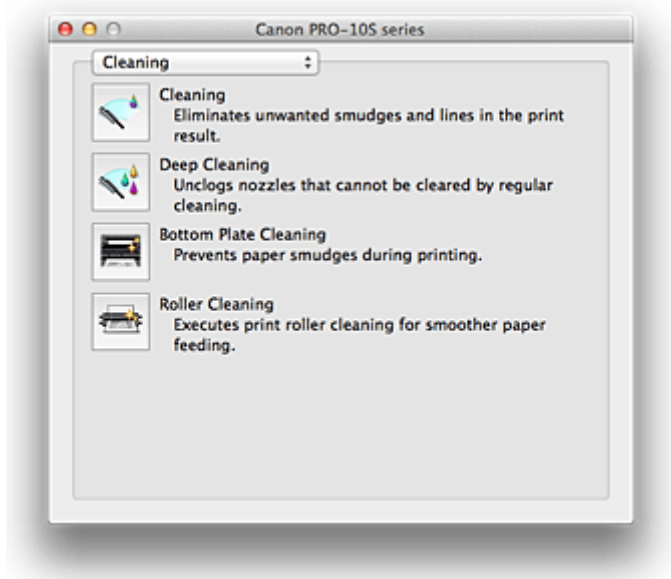 Canon PRO-10S series
Cleaning
Cleaning
Eliminates unwanted smudges and lines in the print
result.
Deep Cleaning
Unclogs nozzles that cannot be cleared by regular
cleaning.
Bottom Plate Cleaning
Prevents paper smudges during printing.
Roller Cleaning
Executes print roller cleaning for smoother paper
feeding.